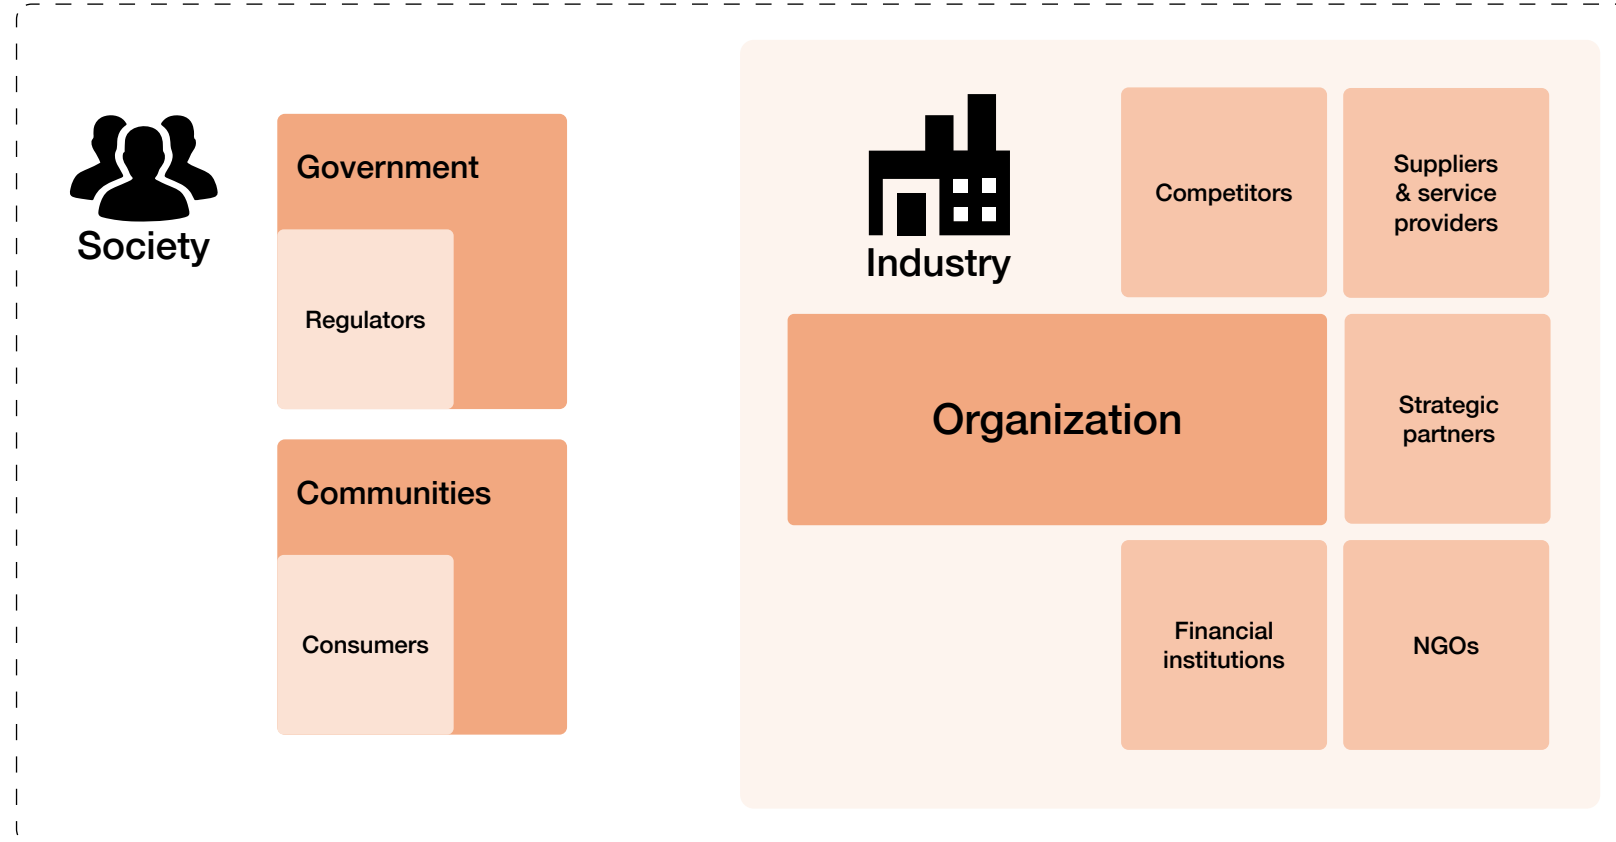 Society
Government
Regulators
Communities
Consumers
Industry
Competitors
Suppliers
& service
providers
Organization
Strategic
partners
Financial
institutions
NGOs